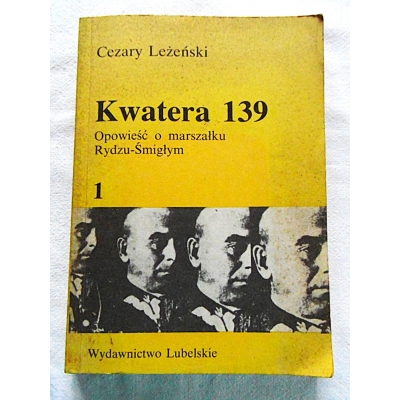 Cezary Leżeński
Kwatera 139
Opowieść o marszałku
Rydzu-Śmigłym
1
Wydawnictwo Lubelskie